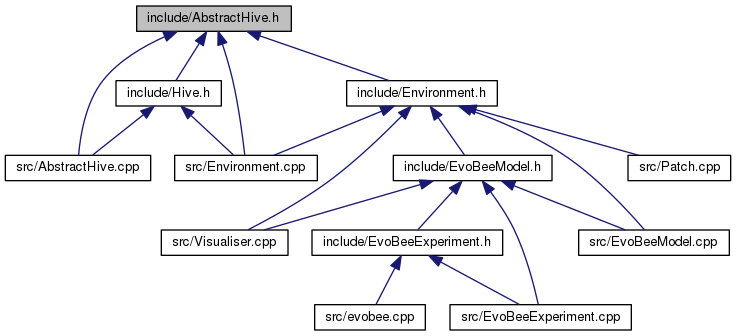 include/AbstractHive.h
include/Hive.h
include/Environment.h
src/AbstractHive.cpp
src/Environment.cpp
include/EvoBeeModel.h
src/Patch.cpp
src/Visualiser.cpp
include/EvoBeeExperiment.h
src/EvoBeeModel.cpp
src/evobee.cpp
src/EvoBeeExperiment.cpp